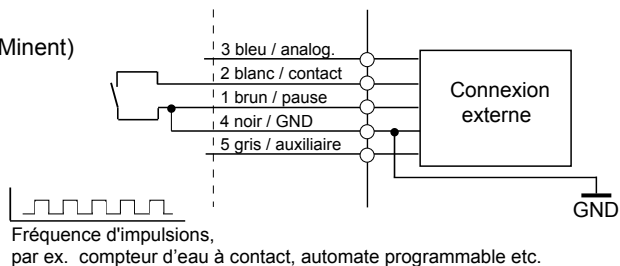 Minent)
3 bleu / analog.
2 blanc / contact
1 brun / pause
4 noir / GND
5 gris / auxiliaire
Connexion
externe
GND
Fréquence d'impulsions,
par ex. compteur d'eau à contact, automate programmable etc.